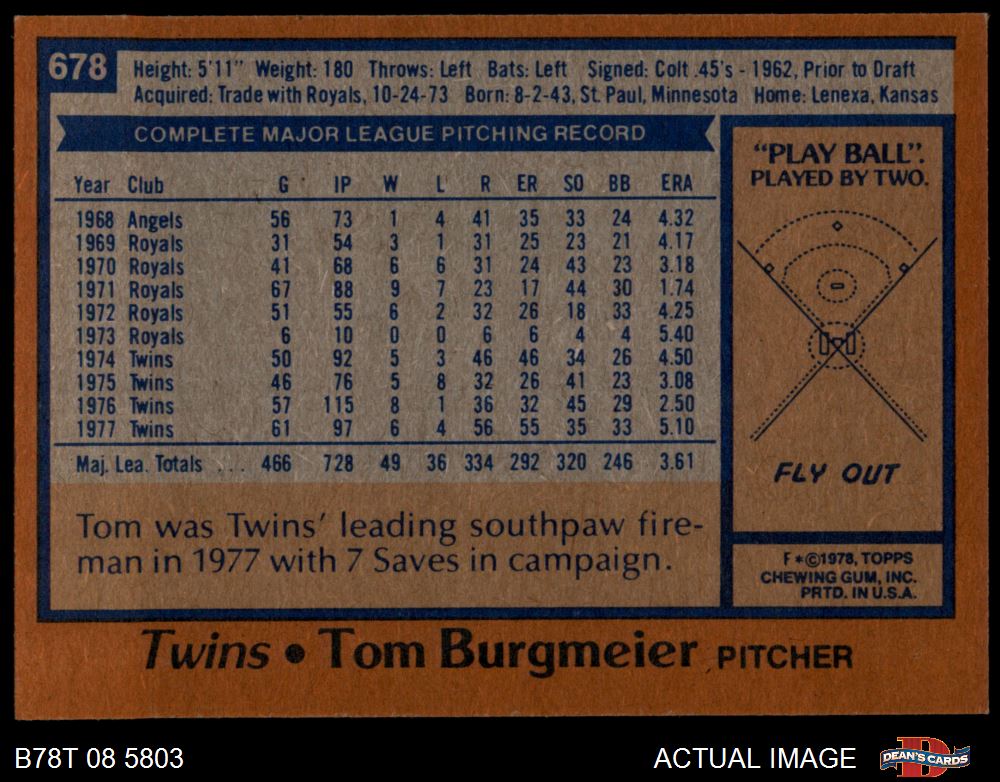 678
Height: 5'11" Weight: 180 Throws: Left Bats: Left Signed: Colt .45's - 1962, Prior to Draft
Acquired: Trade with Royals, 10-24-73 Born: 8-2-43, St. Paul, Minnesota Home: Lenexa, Kansas
COMPLETE MAJOR LEAGUE PITCHING RECORD
Year Club G IP W L R ER SO BB ERA
1968 Angels 56 73 1 4 41 35 33 24 4.32
1969 Royals 31 54 3 1 31 25 23 21 4.17
1970 Royals 41 68 6 6 31 24 43 23 3.18
1971 Royals 67 88 9 7 23 17 44 30 1.74
1972 Royals 51 55 6 2 32 26 18 33 4.25
1973 Royals 6 10 0 0 6 6 4 4 5.40
1974 Twins 50 92 5 3 46 46 34 26 4.50
1975 Twins 46 76 5 8 32 26 41 23 3.08
1976 Twins 57 115 8 1 36 32 45 29 2.50
1977 Twins 61 97 6 4 56 55 35 33 5.10
Maj. Lea. Totals ... 466 728 49 36 334 292 320 246 3.61
Tom was Twins' leading southpaw fire-
man in 1977 with 7 Saves in campaign.
"PLAY BALL".
PLAYED BY TWO.
FLY OUT
F*©1978, TOPPS
CHEWING GUM, INC.
PRTD. IN U.S.A.
Twins • Tom Burgmeier PITCHER
B78T 08 5803
ACTUAL IMAGE
DEAN'S CARDS